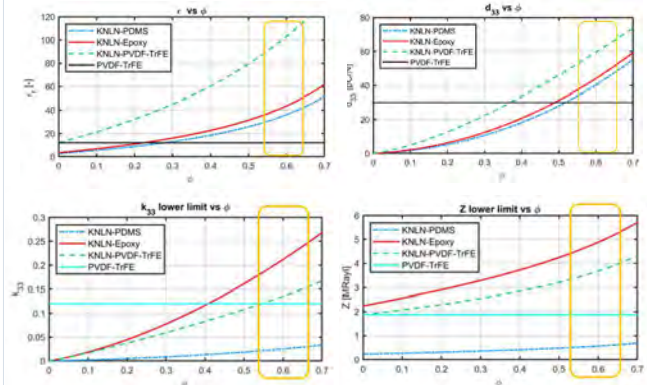 vs ϕ
KNLN-PDMS
KNLN-Epoxy
KNLN-PVDF-TrFE
PVDF-TrFE
120
100
80
60
40
20
0
0 0.1 0.2 0.3 0.4 0.5 0.6 0.7
d33 vs ϕ
KNLN-PDMS
KNLN-Epoxy
KNLN-PVDF-TrFE
PVDF-TrFE
80
60
40
20
0
0 0.1 0.2 0.3 0.4 0.5 0.6 0.7
k33 lower limit vs ϕ
KNLN-PDMS
KNLN-Epoxy
KNLN-PVDF-TrFE
PVDF-TrFE
k33
0.3
0.25
0.2
0.15
0.1
0.05
0
0 0.1 0.2 0.3 0.4 0.5 0.6 0.7
Z lower limit vs ϕ
KNLN-PDMS
KNLN-Epoxy
KNLN-PVDF-TrFE
PVDF-TrFE
Z [MRayl]
7
6
5
4
3
2
1
0
0 0.1 0.2 0.3 0.4 0.5 0.6 0.7